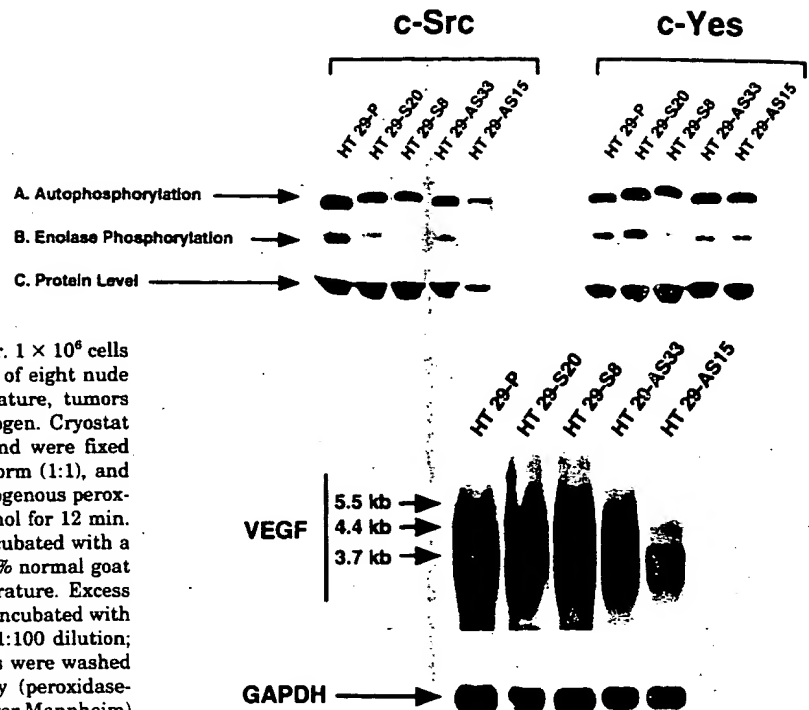 c-Src
c-Yes
HT 29-P
HT 29-S20
HT 29-S8
HT 29-AS33
HT 29-AS15
HT 29-P
HT 29-S20
HT 29-S8
HT 29-AS33
HT 29-AS15
A. Autophosphorylation
B. Enolase Phosphorylation
C. Protein Level
r. 1 × 10⁶ cells
of eight nude
ature, tumors
ogen. Cryostat
nd were fixed
orm (1:1), and
ogenous perox-
nol for 12 min.
cubated with a
% normal goat
rature. Excess
incubated with
1:100 dilution;
s were washed
y (peroxidase-
er Mannheim)
HT 29-P
HT 29-S20
HT 29-S8
HT 20-AS33
HT 29-AS15
VEGF
5.5 kb
4.4 kb
3.7 kb
GAPDH